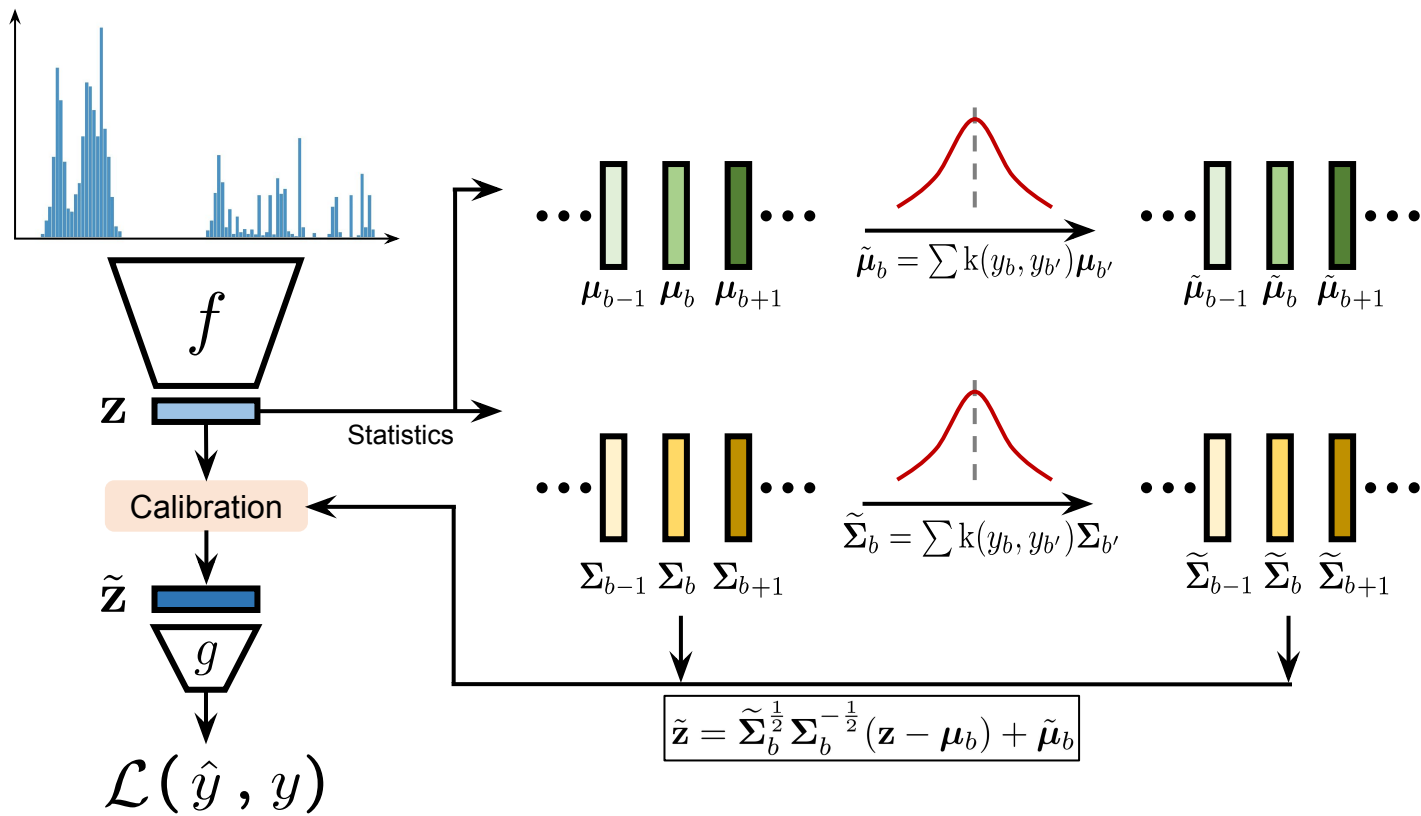 f
z
Statistics
Calibration
z̃
g
ℒ(ŷ, y)
••• μ_{b−1} μ_b μ_{b+1} •••
μ̃_b = ∑ k(y_b, y_{b′})μ_{b′}
••• μ̃_{b−1} μ̃_b μ̃_{b+1} •••
••• Σ_{b−1} Σ_b Σ_{b+1} •••
Σ̃_b = ∑ k(y_b, y_{b′})Σ_{b′}
••• Σ̃_{b−1} Σ̃_b Σ̃_{b+1} •••
z̃ = Σ̃_b^{1/2} Σ_b^{−1/2} (z − μ_b) + μ̃_b